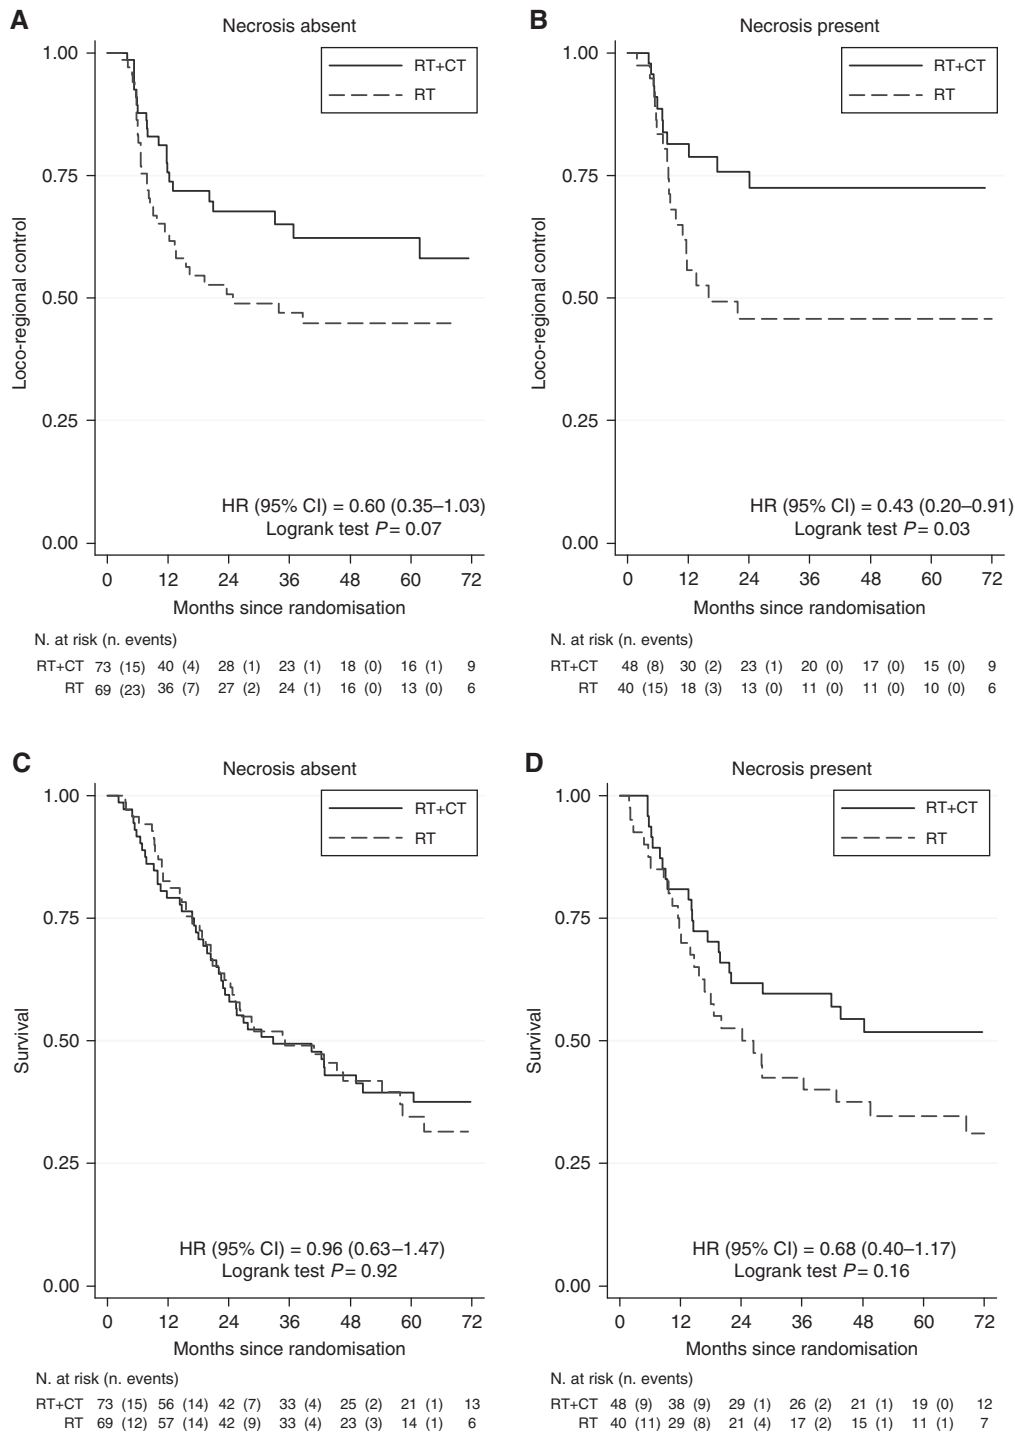 A
Necrosis absent
1.00
0.75
0.50
0.25
0.00
Loco-regional control
RT+CT
RT
HR (95% CI) = 0.60 (0.35–1.03)
Logrank test P = 0.07
0 12 24 36 48 60 72
Months since randomisation
N. at risk (n. events)
RT+CT 73 (15) 40 (4) 28 (1) 23 (1) 18 (0) 16 (1) 9
RT 69 (23) 36 (7) 27 (2) 24 (1) 16 (0) 13 (0) 6
B
Necrosis present
1.00
0.75
0.50
0.25
0.00
Loco-regional control
RT+CT
RT
HR (95% CI) = 0.43 (0.20–0.91)
Logrank test P = 0.03
0 12 24 36 48 60 72
Months since randomisation
N. at risk (n. events)
RT+CT 48 (8) 30 (2) 23 (1) 20 (0) 17 (0) 15 (0) 9
RT 40 (15) 18 (3) 13 (0) 11 (0) 11 (0) 10 (0) 6
C
Necrosis absent
1.00
0.75
0.50
0.25
0.00
Survival
RT+CT
RT
HR (95% CI) = 0.96 (0.63–1.47)
Logrank test P = 0.92
0 12 24 36 48 60 72
Months since randomisation
N. at risk (n. events)
RT+CT 73 (15) 56 (14) 42 (7) 33 (4) 25 (2) 21 (1) 13
RT 69 (12) 57 (14) 42 (9) 33 (4) 23 (3) 14 (1) 6
D
Necrosis present
1.00
0.75
0.50
0.25
0.00
Survival
RT+CT
RT
HR (95% CI) = 0.68 (0.40–1.17)
Logrank test P = 0.16
0 12 24 36 48 60 72
Months since randomisation
N. at risk (n. events)
RT+CT 48 (9) 38 (9) 29 (1) 26 (2) 21 (1) 19 (0) 12
RT 40 (11) 29 (8) 21 (4) 17 (2) 15 (1) 11 (1) 7